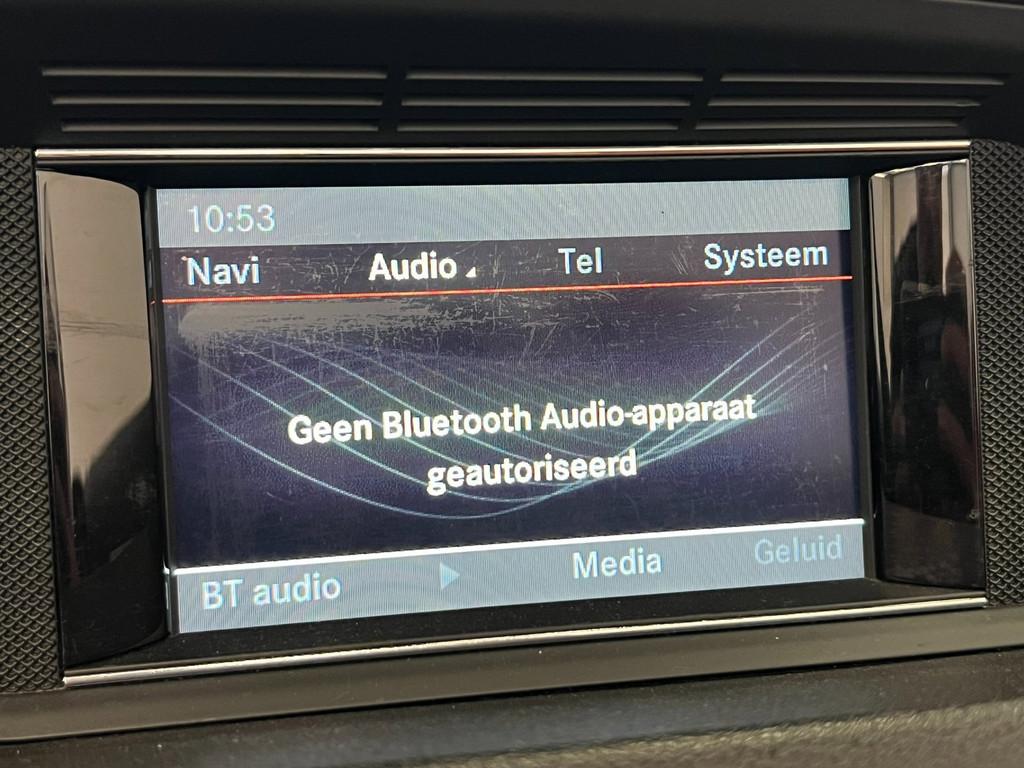 10:53
Navi Audio Tel Systeem
Geen Bluetooth Audio-apparaat
geautoriseerd
BT audio Media Geluid